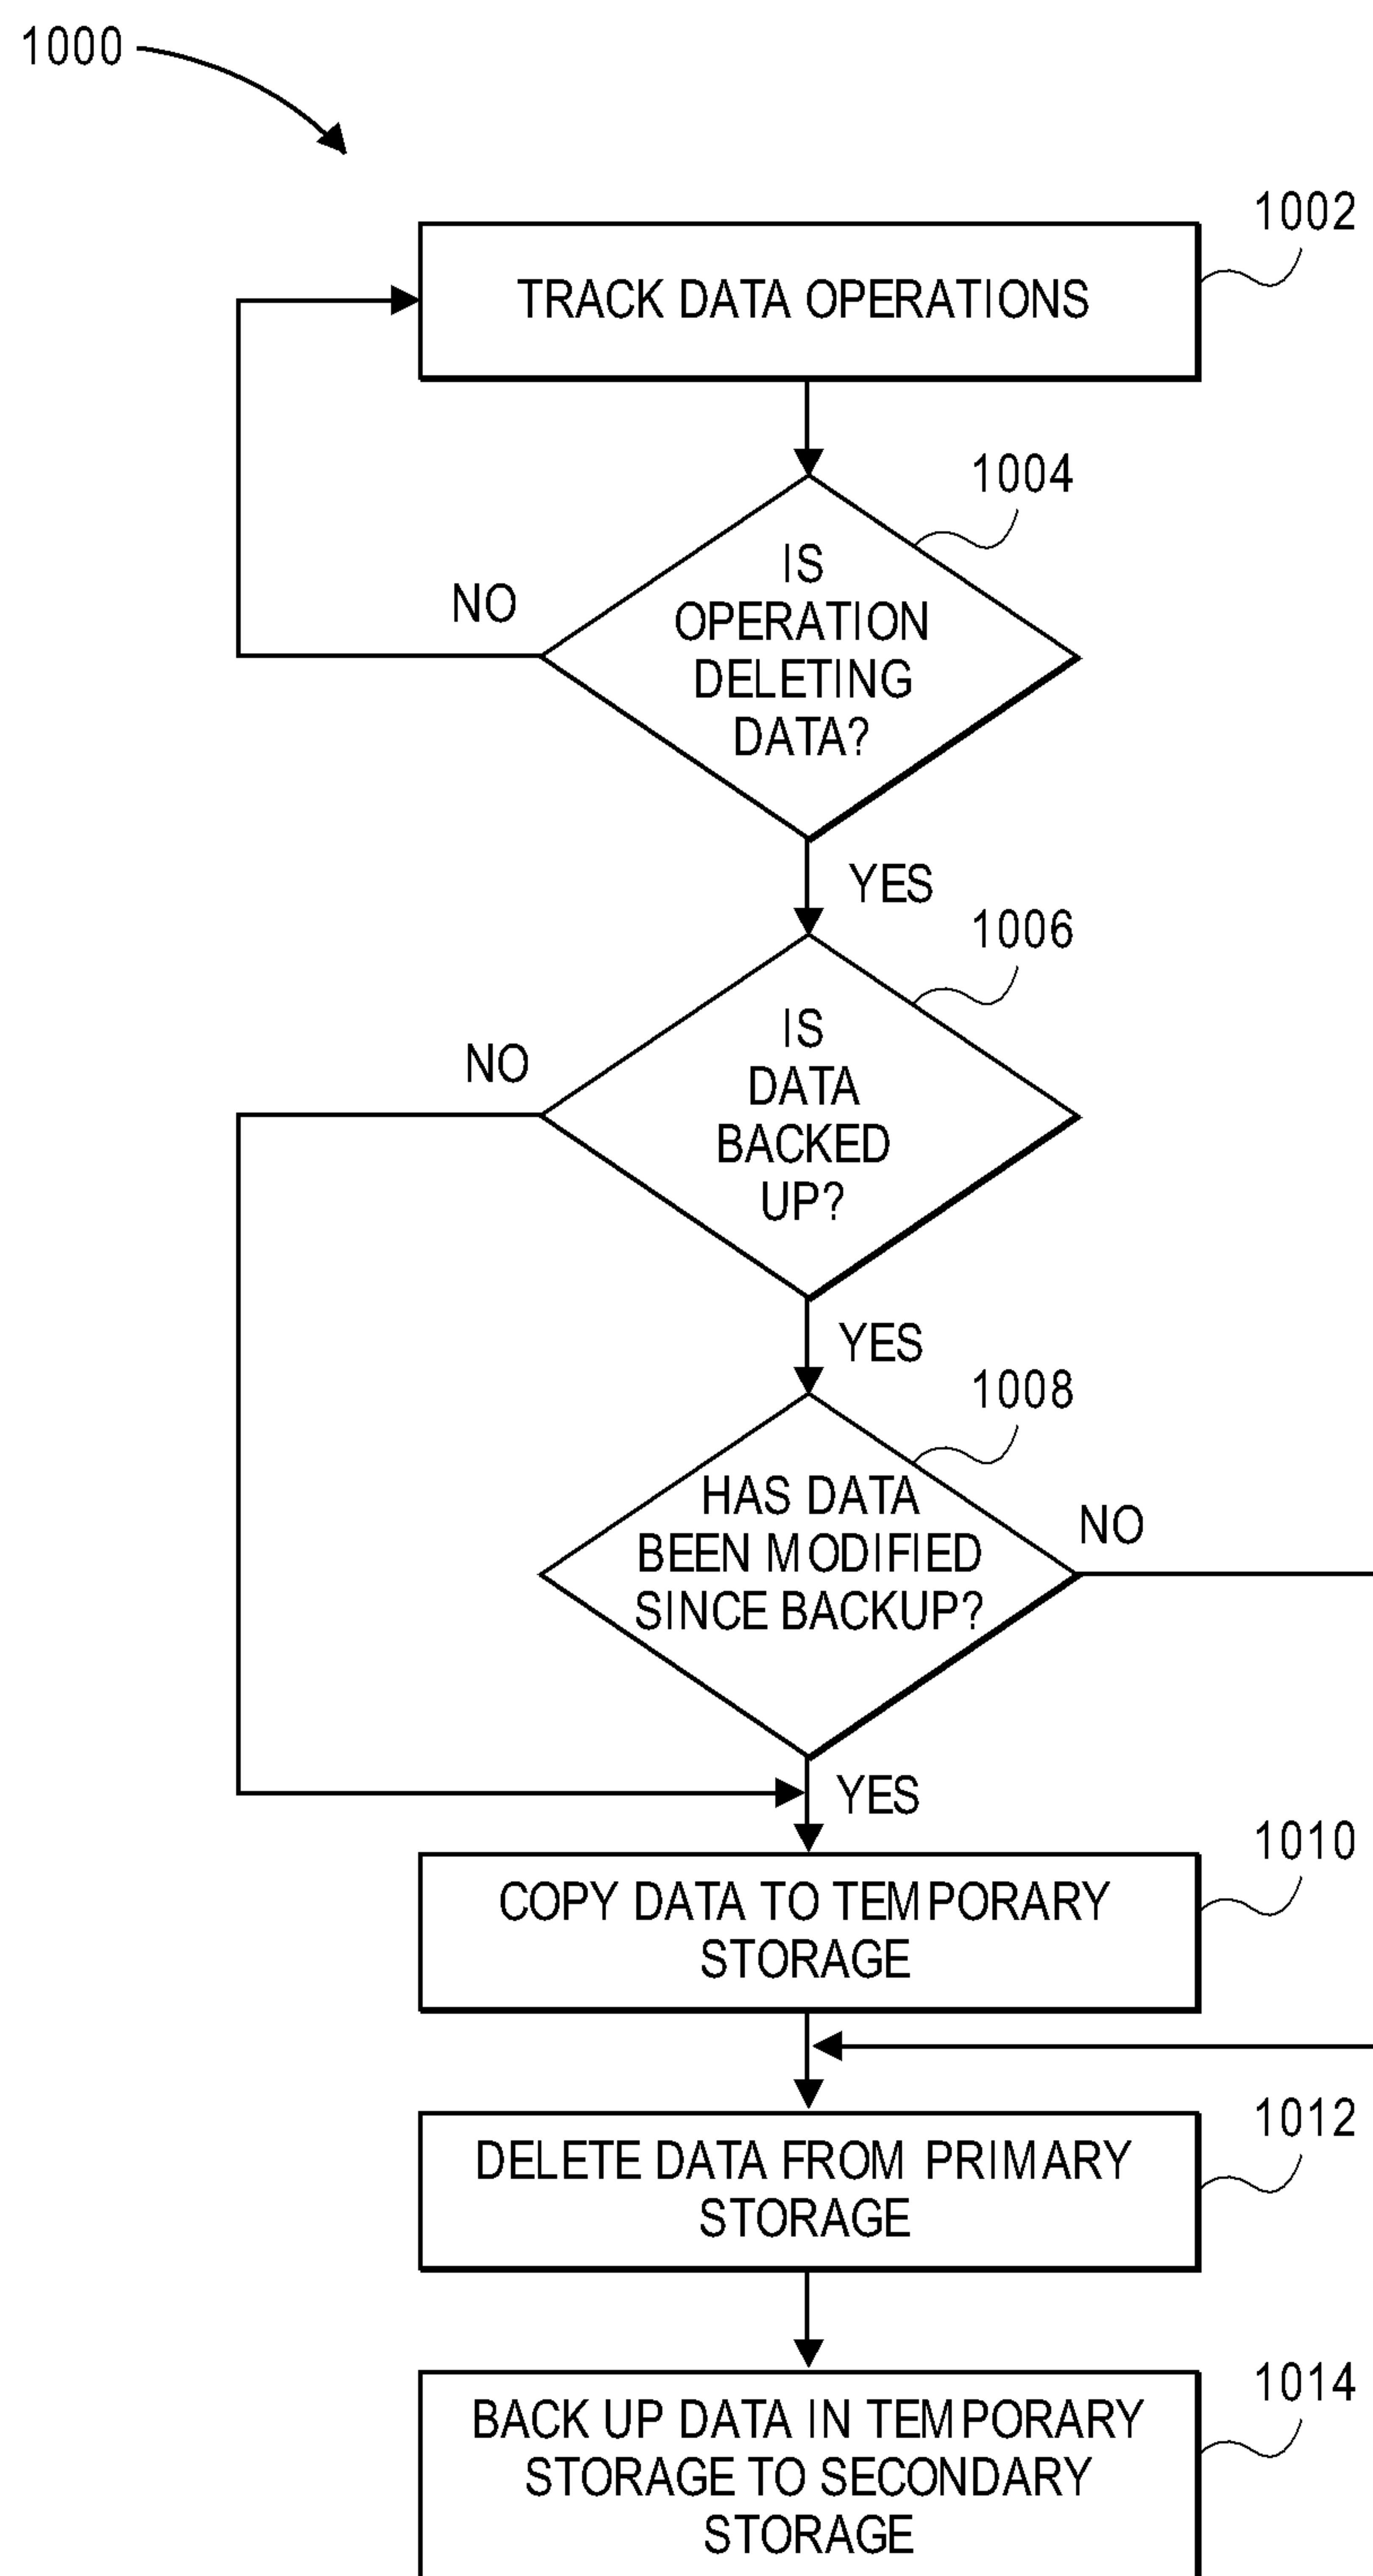 1000
1002
TRACK DATA OPERATIONS
1004
IS
OPERATION
DELETING
DATA?
NO
YES
1006
IS
DATA
BACKED
UP?
NO
YES
1008
HAS DATA
BEEN MODIFIED
SINCE BACKUP?
NO
YES
1010
COPY DATA TO TEMPORARY
STORAGE
1012
DELETE DATA FROM PRIMARY
STORAGE
1014
BACK UP DATA IN TEMPORARY
STORAGE TO SECONDARY
STORAGE